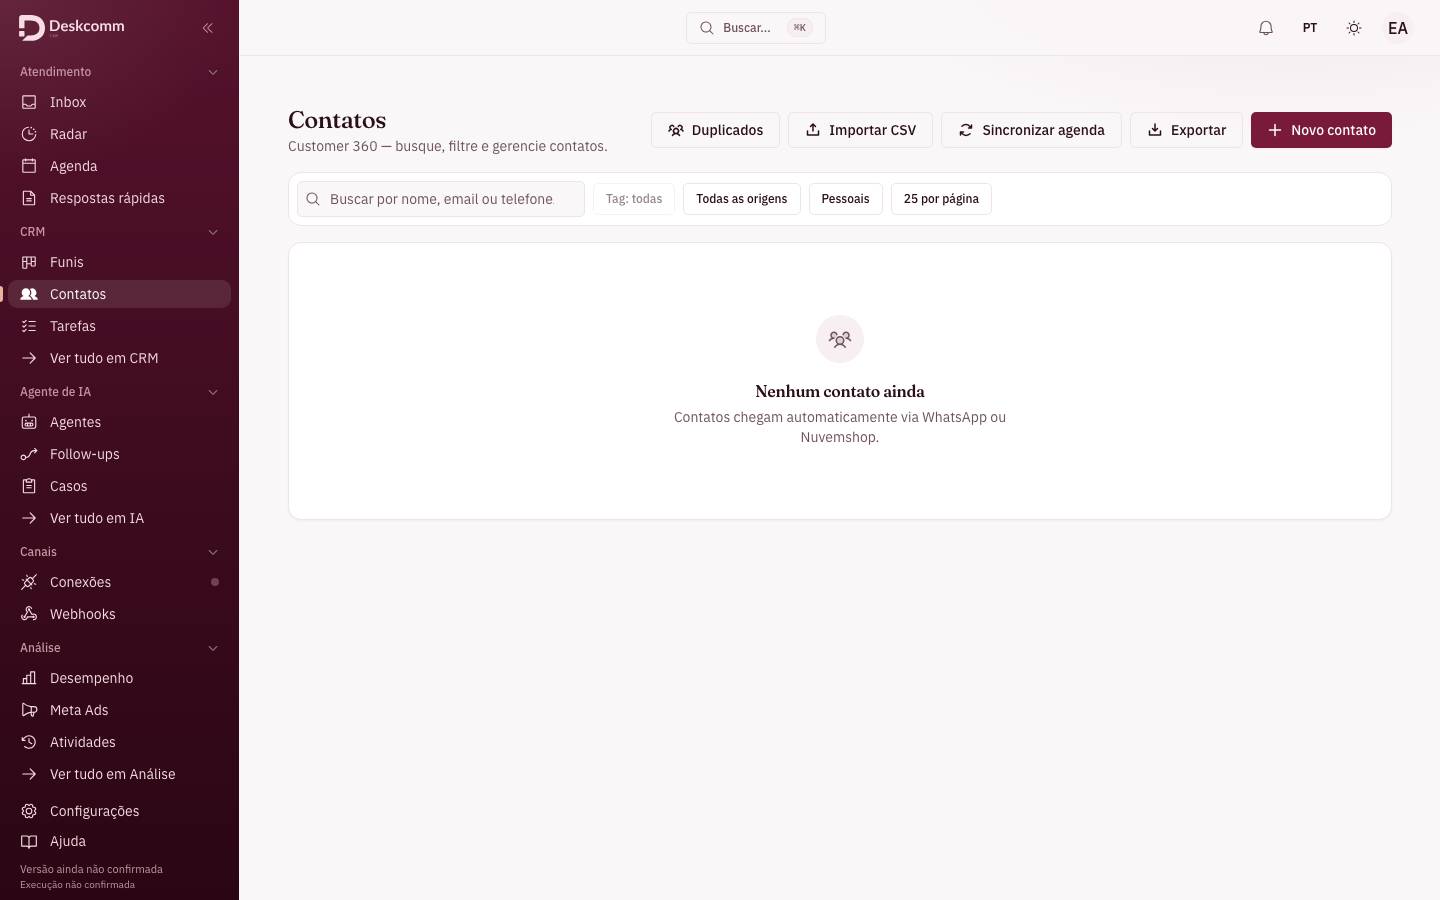 Deskcomm
Buscar...
⌘K
PT
EA
Atendimento
Inbox
Radar
Agenda
Respostas rápidas
CRM
Funis
Contatos
Tarefas
Ver tudo em CRM
Agente de IA
Agentes
Follow-ups
Casos
Ver tudo em IA
Canais
Conexões
Webhooks
Análise
Desempenho
Meta Ads
Atividades
Ver tudo em Análise
Configurações
Ajuda
Versão ainda não confirmada
Execução não confirmada
Contatos
Customer 360 — busque, filtre e gerencie contatos.
Duplicados
Importar CSV
Sincronizar agenda
Exportar
Novo contato
Buscar por nome, email ou telefone
Tag: todas
Todas as origens
Pessoais
25 por página
Nenhum contato ainda
Contatos chegam automaticamente via WhatsApp ou
Nuvemshop.